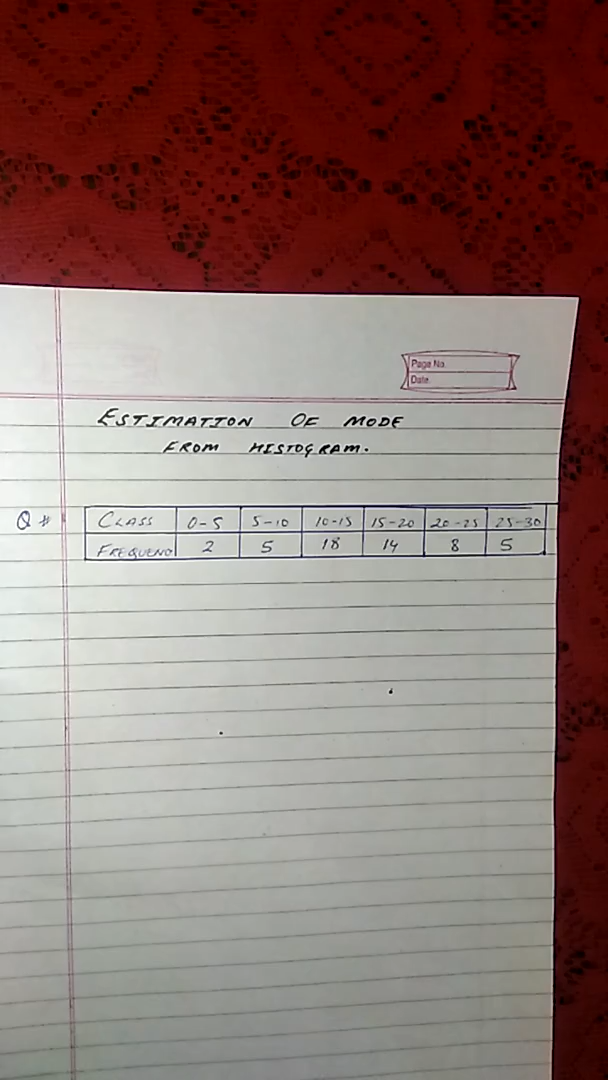 Page No.
Date
ESTIMATION OF MODE
FROM HISTOGRAM.
Q # CLASS 0-5 5-10 10-15 15-20 20-25 25-30
FREQUENC 2 5 18 14 8 5